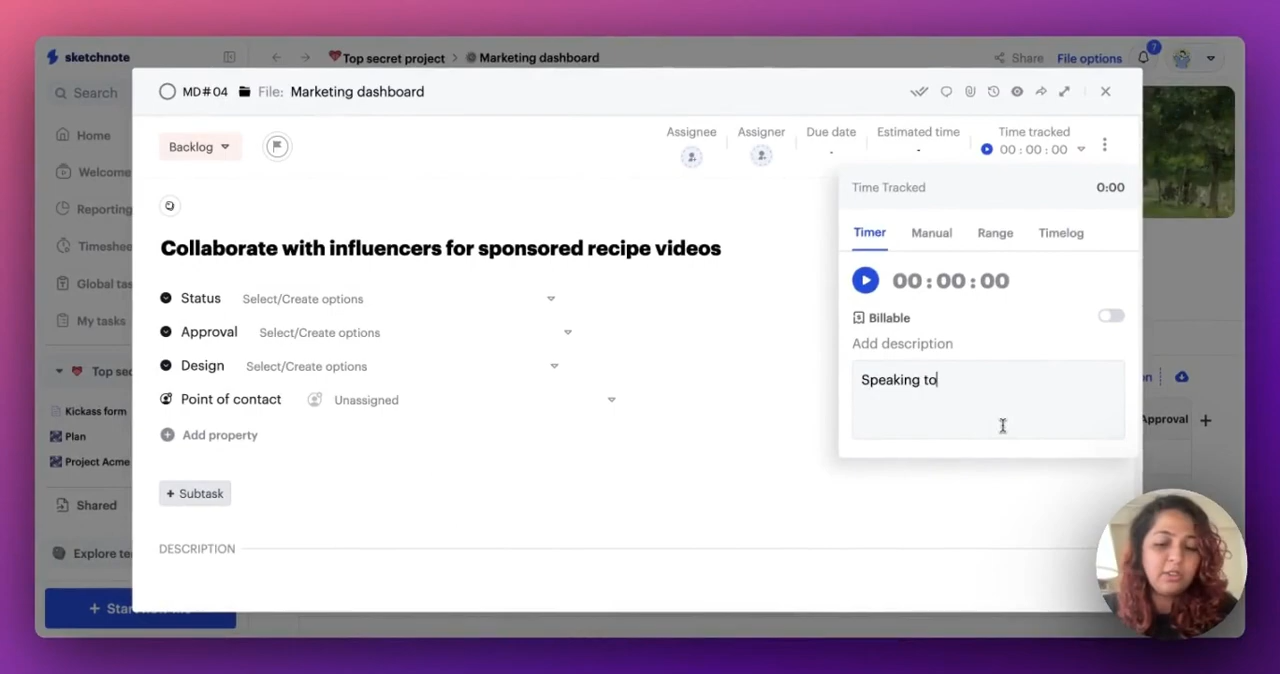 sketchnote
Top secret project > Marketing dashboard
Share
File options
7
Search
Home
Welcome
Reporting
Global
My tasks
Top
Kickass form
Plan
Project Acme
Shared
Explore
+
MD#04 File: Marketing dashboard
Backlog
Assignee
Assigner
Due date
-
Estimated time
-
Time tracked
00 : 00 : 00
Collaborate with influencers for sponsored recipe videos
Status Select/Create options
Approval Select/Create options
Design Select/Create options
Point of contact Unassigned
Add property
+ Subtask
DESCRIPTION
Time Tracked 0:00
Timer Manual Range Timelog
00 : 00 : 00
Billable
Add description
Speaking to
Approval +